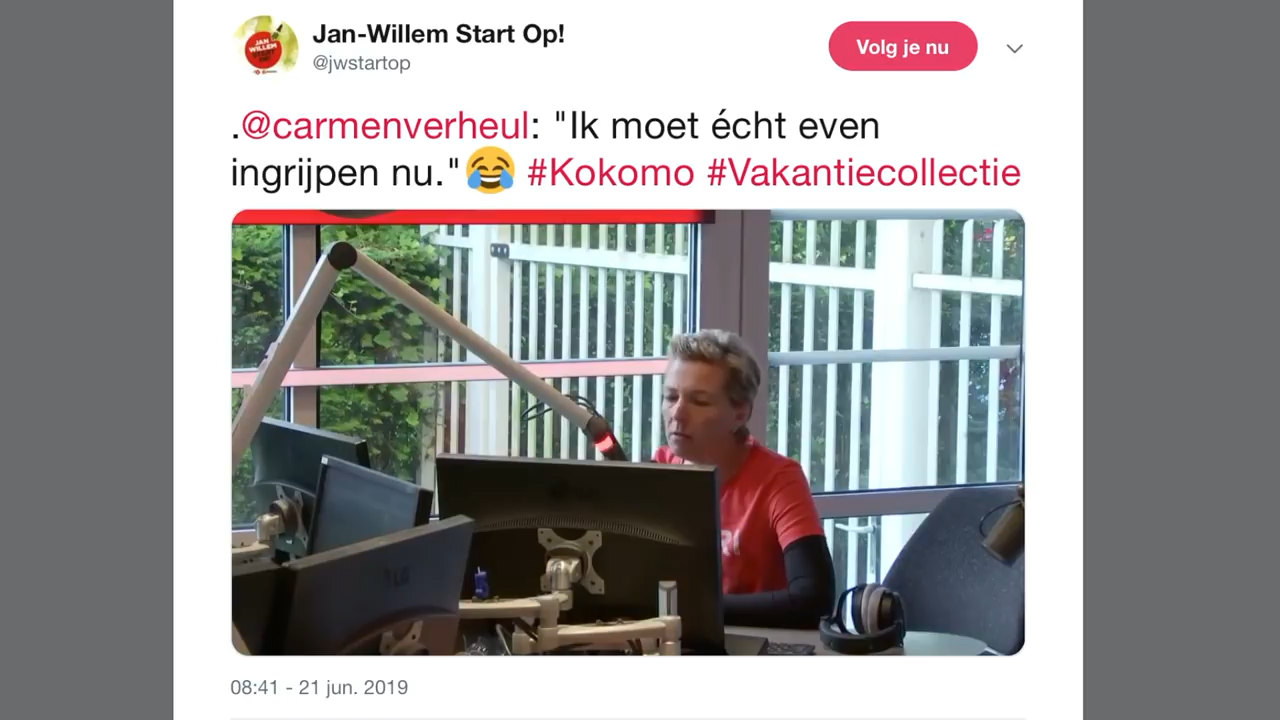 Jan-Willem Start Op!
@jwstartop
Volg je nu
.@carmenverheul: "Ik moet écht even
ingrijpen nu."😂 #Kokomo #Vakantiecollectie
08:41 - 21 jun. 2019